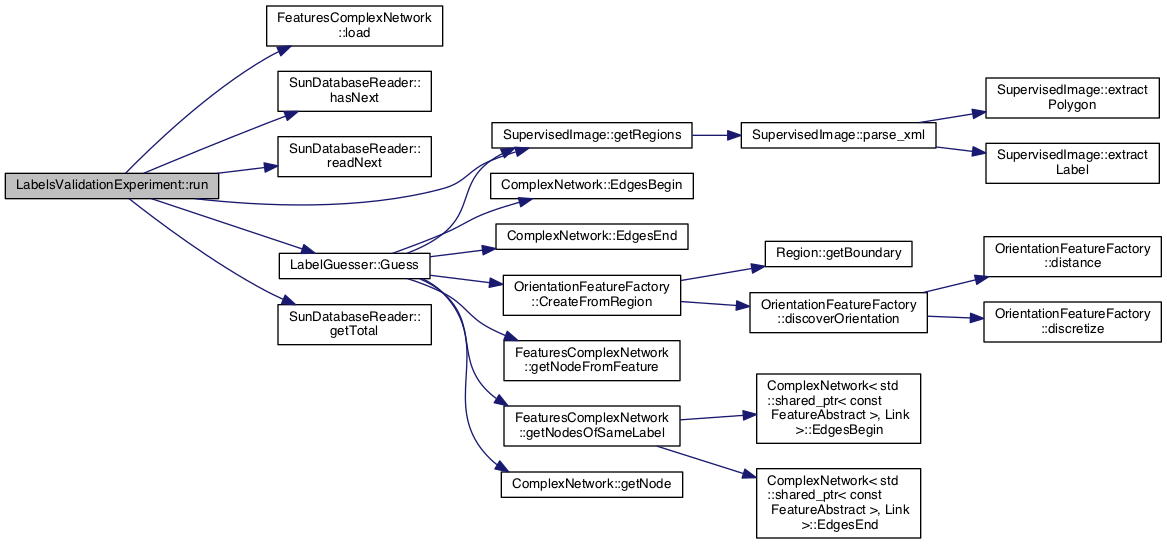 FeaturesComplexNetwork
::load
SunDatabaseReader::
hasNext
SunDatabaseReader::
readNext
LabelsValidationExperiment::run
LabelGuesser::Guess
SunDatabaseReader::
getTotal
SupervisedImage::getRegions
ComplexNetwork::EdgesBegin
ComplexNetwork::EdgesEnd
OrientationFeatureFactory
::CreateFromRegion
FeaturesComplexNetwork
::getNodeFromFeature
FeaturesComplexNetwork
::getNodesOfSameLabel
ComplexNetwork::getNode
SupervisedImage::parse_xml
Region::getBoundary
OrientationFeatureFactory
::discoverOrientation
ComplexNetwork< std
::shared_ptr< const
FeatureAbstract >, Link
>::EdgesBegin
ComplexNetwork< std
::shared_ptr< const
FeatureAbstract >, Link
>::EdgesEnd
SupervisedImage::extract
Polygon
SupervisedImage::extract
Label
OrientationFeatureFactory
::distance
OrientationFeatureFactory
::discretize